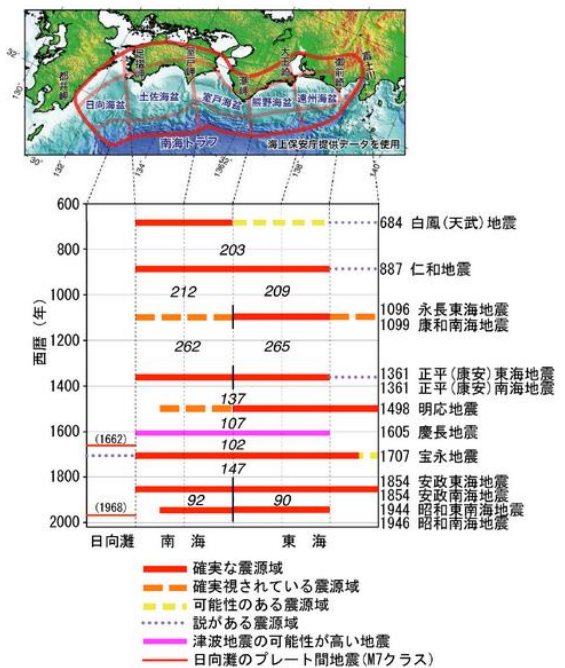 32°
130°
都井岬
足摺岬
室戸岬
潮岬
大王崎
御前崎
富士川
日向海盆
土佐海盆
室戸海盆
熊野海盆
遠州海盆
南海トラフ
海上保安庁提供データを使用
132°
134°
138°
140°
西暦(年)
600
800
1000
1200
1400
1600
1800
2000
684 白鳳(天武)地震
203
887 仁和地震
212
209
1096 永長東海地震
1099 康和南海地震
262
265
1361 正平(康安)東海地震
1361 正平(康安)南海地震
137
1498 明応地震
107
1605 慶長地震
(1662)
102
1707 宝永地震
147
1854 安政東海地震
1854 安政南海地震
92
90
1944 昭和東南海地震
(1968)
1946 昭和南海地震
日向灘 南海 東海
確実な震源域
確実視されている震源域
可能性のある震源域
説がある震源域
津波地震の可能性が高い地震
日向灘のプレート間地震(M7クラス)